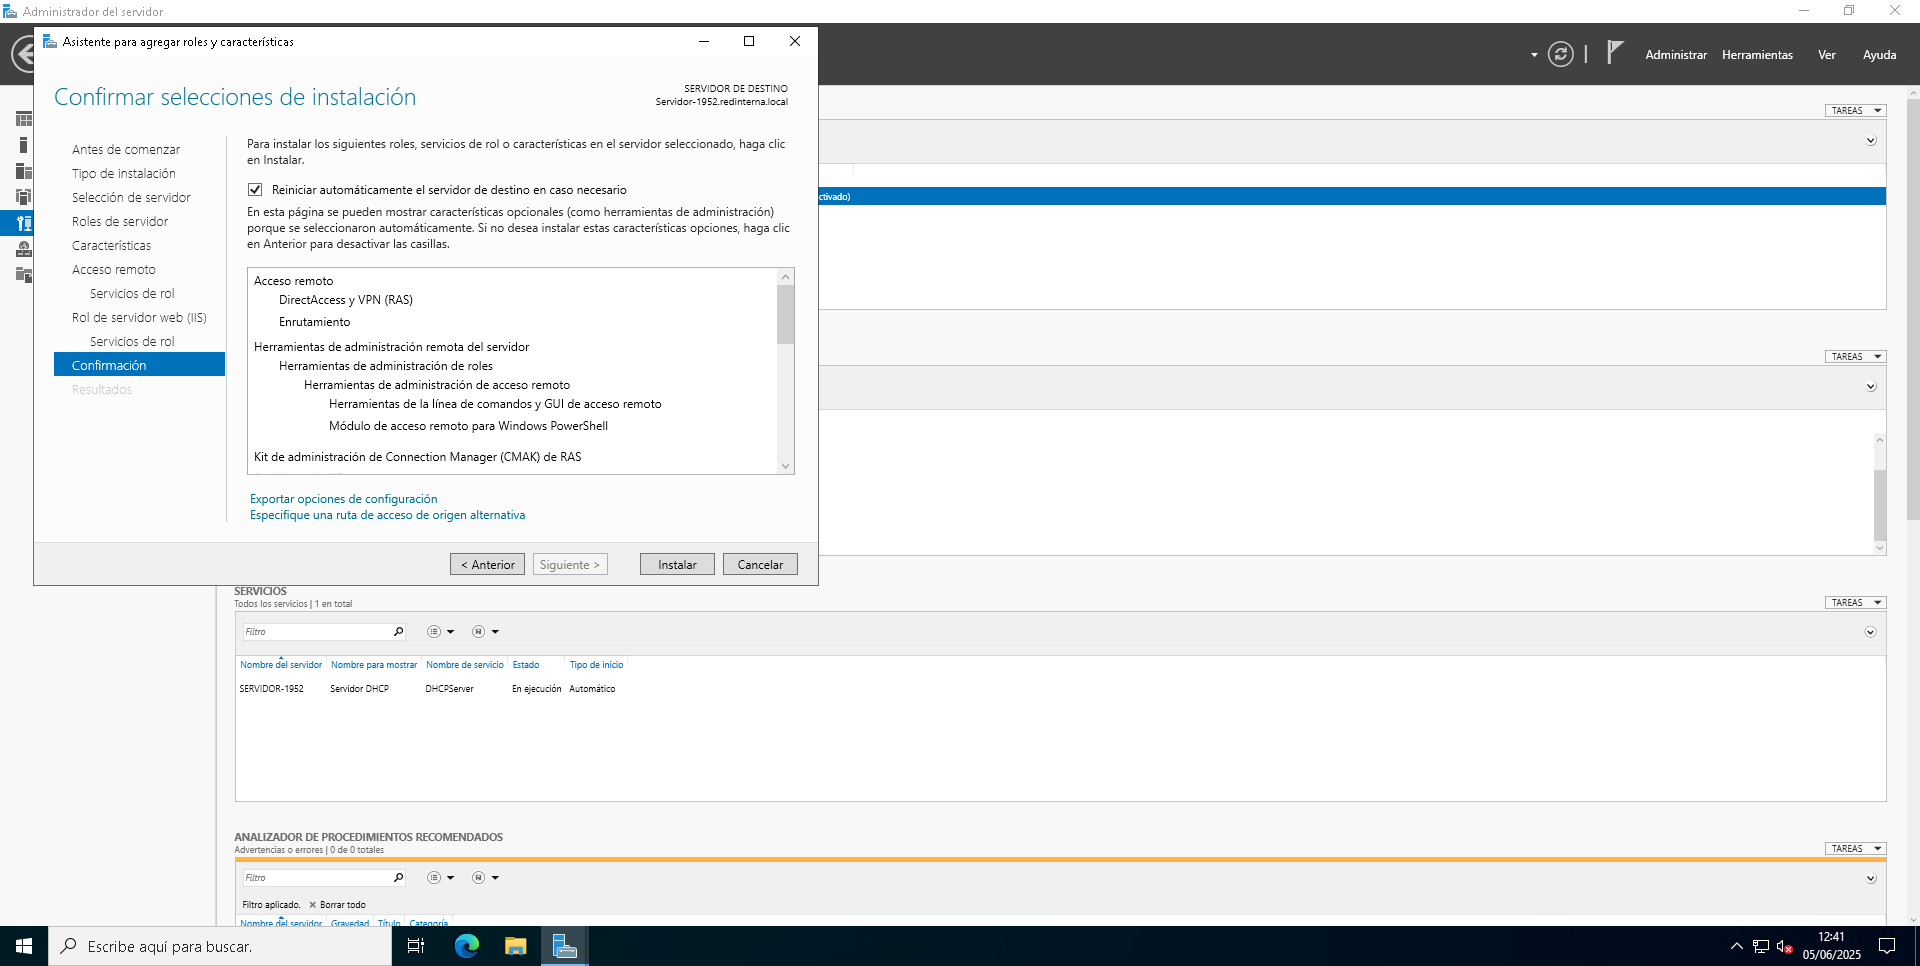 Administrador del servidor
Asistente para agregar roles y características
Administrar Herramientas Ver Ayuda
Confirmar selecciones de instalación
SERVIDOR DE DESTINO
Servidor-1952.redinterna.local
Antes de comenzar
Tipo de instalación
Selección de servidor
Roles de servidor
Características
Acceso remoto
Servicios de rol
Rol de servidor web (IIS)
Servicios de rol
Confirmación
Resultados
Para instalar los siguientes roles, servicios de rol o características en el servidor seleccionado, haga clic
en Instalar.
Reiniciar automáticamente el servidor de destino en caso necesario
En esta página se pueden mostrar características opcionales (como herramientas de administración)
porque se seleccionaron automáticamente. Si no desea instalar estas características opciones, haga clic
en Anterior para desactivar las casillas.
Acceso remoto
DirectAccess y VPN (RAS)
Enrutamiento
Herramientas de administración remota del servidor
Herramientas de administración de roles
Herramientas de administración de acceso remoto
Herramientas de la línea de comandos y GUI de acceso remoto
Módulo de acceso remoto para Windows PowerShell
Kit de administración de Connection Manager (CMAK) de RAS
Exportar opciones de configuración
Especifique una ruta de acceso de origen alternativa
< Anterior Siguiente > Instalar Cancelar
TAREAS
ctivado)
TAREAS
SERVICIOS
Todos los servicios | 1 en total
TAREAS
Filtro
Nombre del servidor Nombre para mostrar Nombre de servicio Estado Tipo de inicio
SERVIDOR-1952 Servidor DHCP DHCPServer En ejecución Automático
ANALIZADOR DE PROCEDIMIENTOS RECOMENDADOS
Advertencias o errores | 0 de 0 totales
TAREAS
Filtro
Filtro aplicado. Borrar todo
Nombre del servidor Gravedad Título Categoría
Escribe aquí para buscar.
12:41
05/06/2025